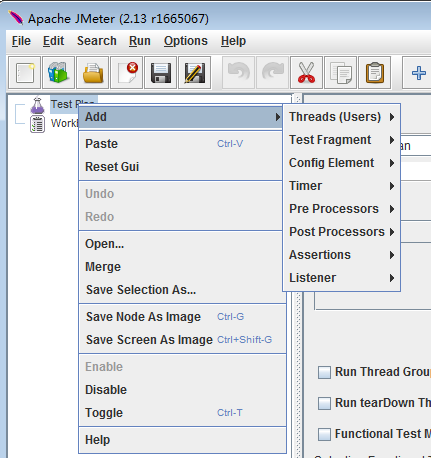 Apache JMeter (2.13 r1665067)
File Edit Search Run Options Help
Test Plan
Work
Add
Paste Ctrl-V
Reset Gui
Undo
Redo
Open...
Merge
Save Selection As...
Save Node As Image Ctrl-G
Save Screen As Image Ctrl+Shift-G
Enable
Disable
Toggle Ctrl-T
Help
Threads (Users)
Test Fragment
Config Element
Timer
Pre Processors
Post Processors
Assertions
Listener
an
Run Thread Group
Run tearDown Th
Functional Test M